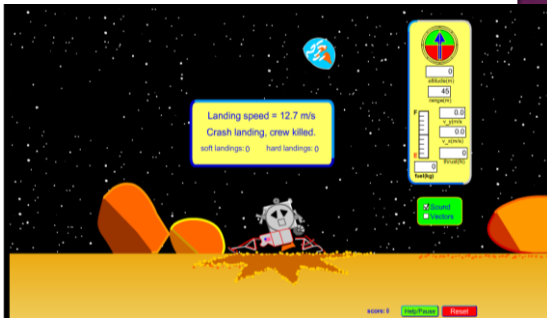 Landing speed = 12.7 m/s
Crash landing, crew killed.
soft landings: 0 hard landings: 0
0
altitude(m)
45
range(m)
F
0.0
v_y(m/s
0.0
v_x(m/s)
E
0
thrust(N)
0
fuel(kg)
Sound
Vectors
score: 0
Help/Pause
Reset